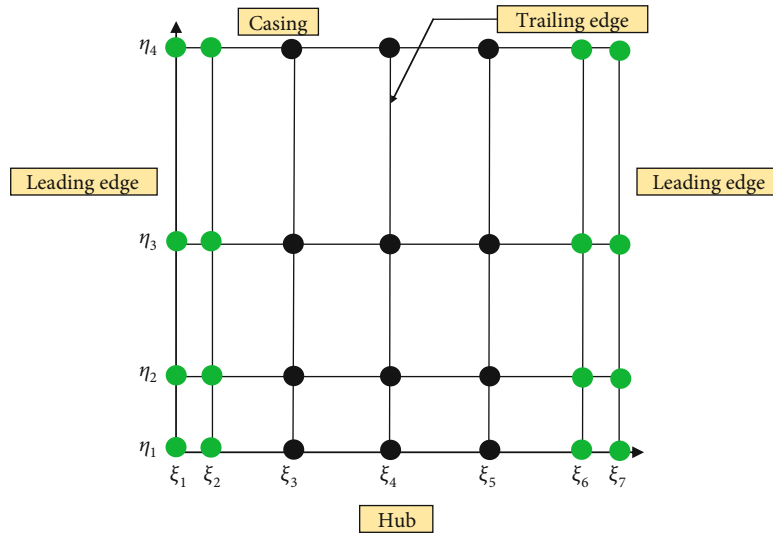 Casing
Trailing edge
η₄
Leading edge
Leading edge
η₃
η₂
η₁
ξ₁ ξ₂ ξ₃ ξ₄ ξ₅ ξ₆ ξ₇
Hub